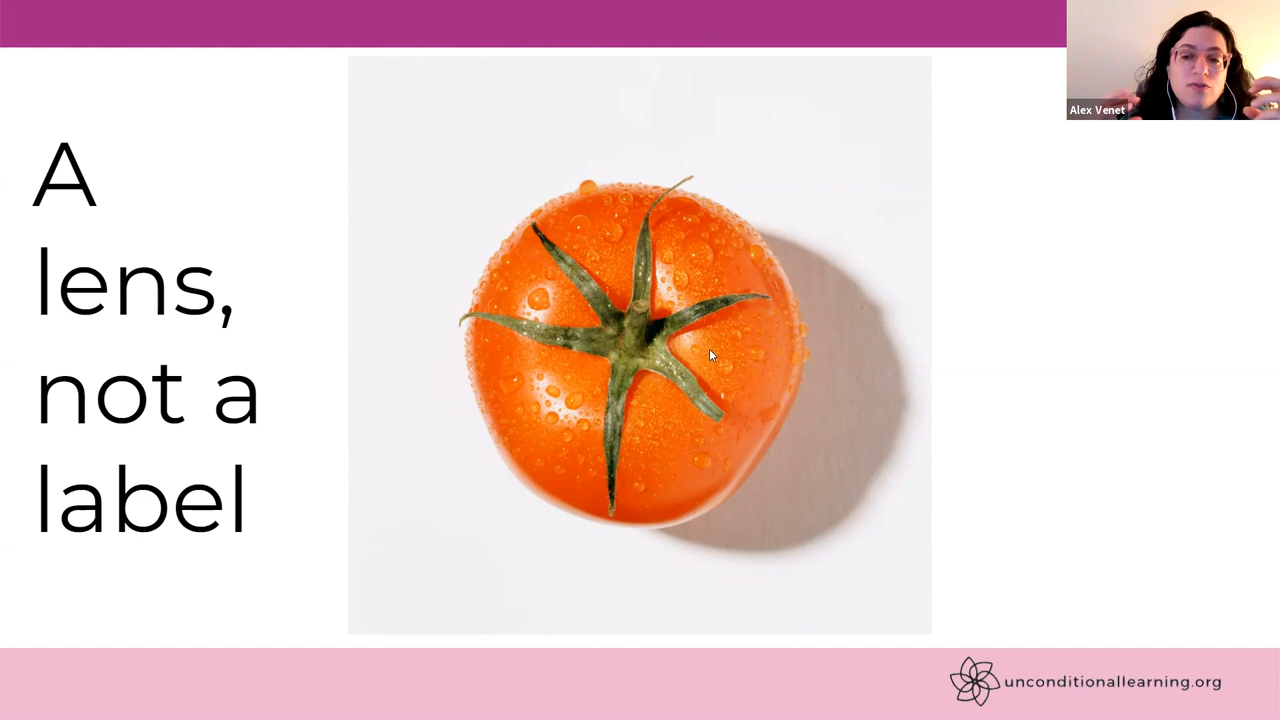 A
lens,
not a
label
Alex Venet
unconditionallearning.org